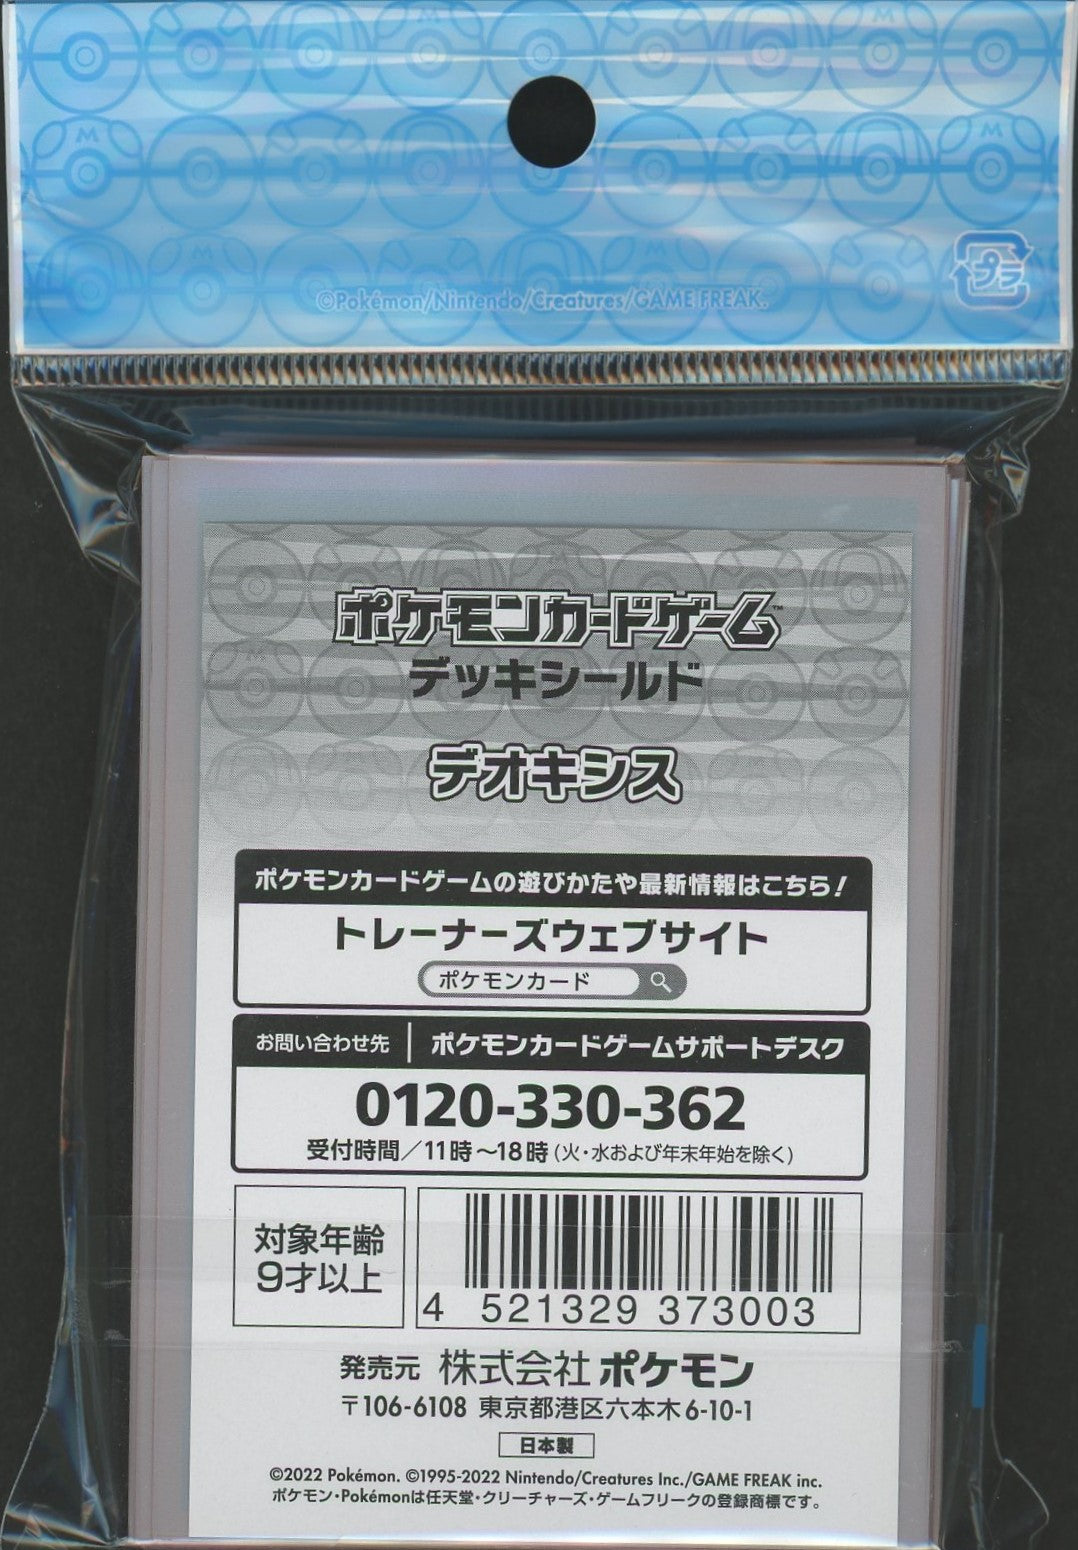 ©Pokémon/Nintendo/Creatures/GAME FREAK.
プラ
ポケモンカードゲーム™
デッキシールド
デオキシス
ポケモンカードゲームの遊びかたや最新情報はこちら!
トレーナーズウェブサイト
ポケモンカード
お問い合わせ先 ポケモンカードゲームサポートデスク
0120-330-362
受付時間/11時~18時(火・水および年末年始を除く)
対象年齢
9才以上
4 521329 373003
発売元 株式会社ポケモン
〒106-6108 東京都港区六本木6-10-1
日本製
©2022 Pokémon. ©1995-2022 Nintendo/Creatures Inc./GAME FREAK inc.
ポケモン・Pokémonは任天堂・クリーチャーズ・ゲームフリークの登録商標です。